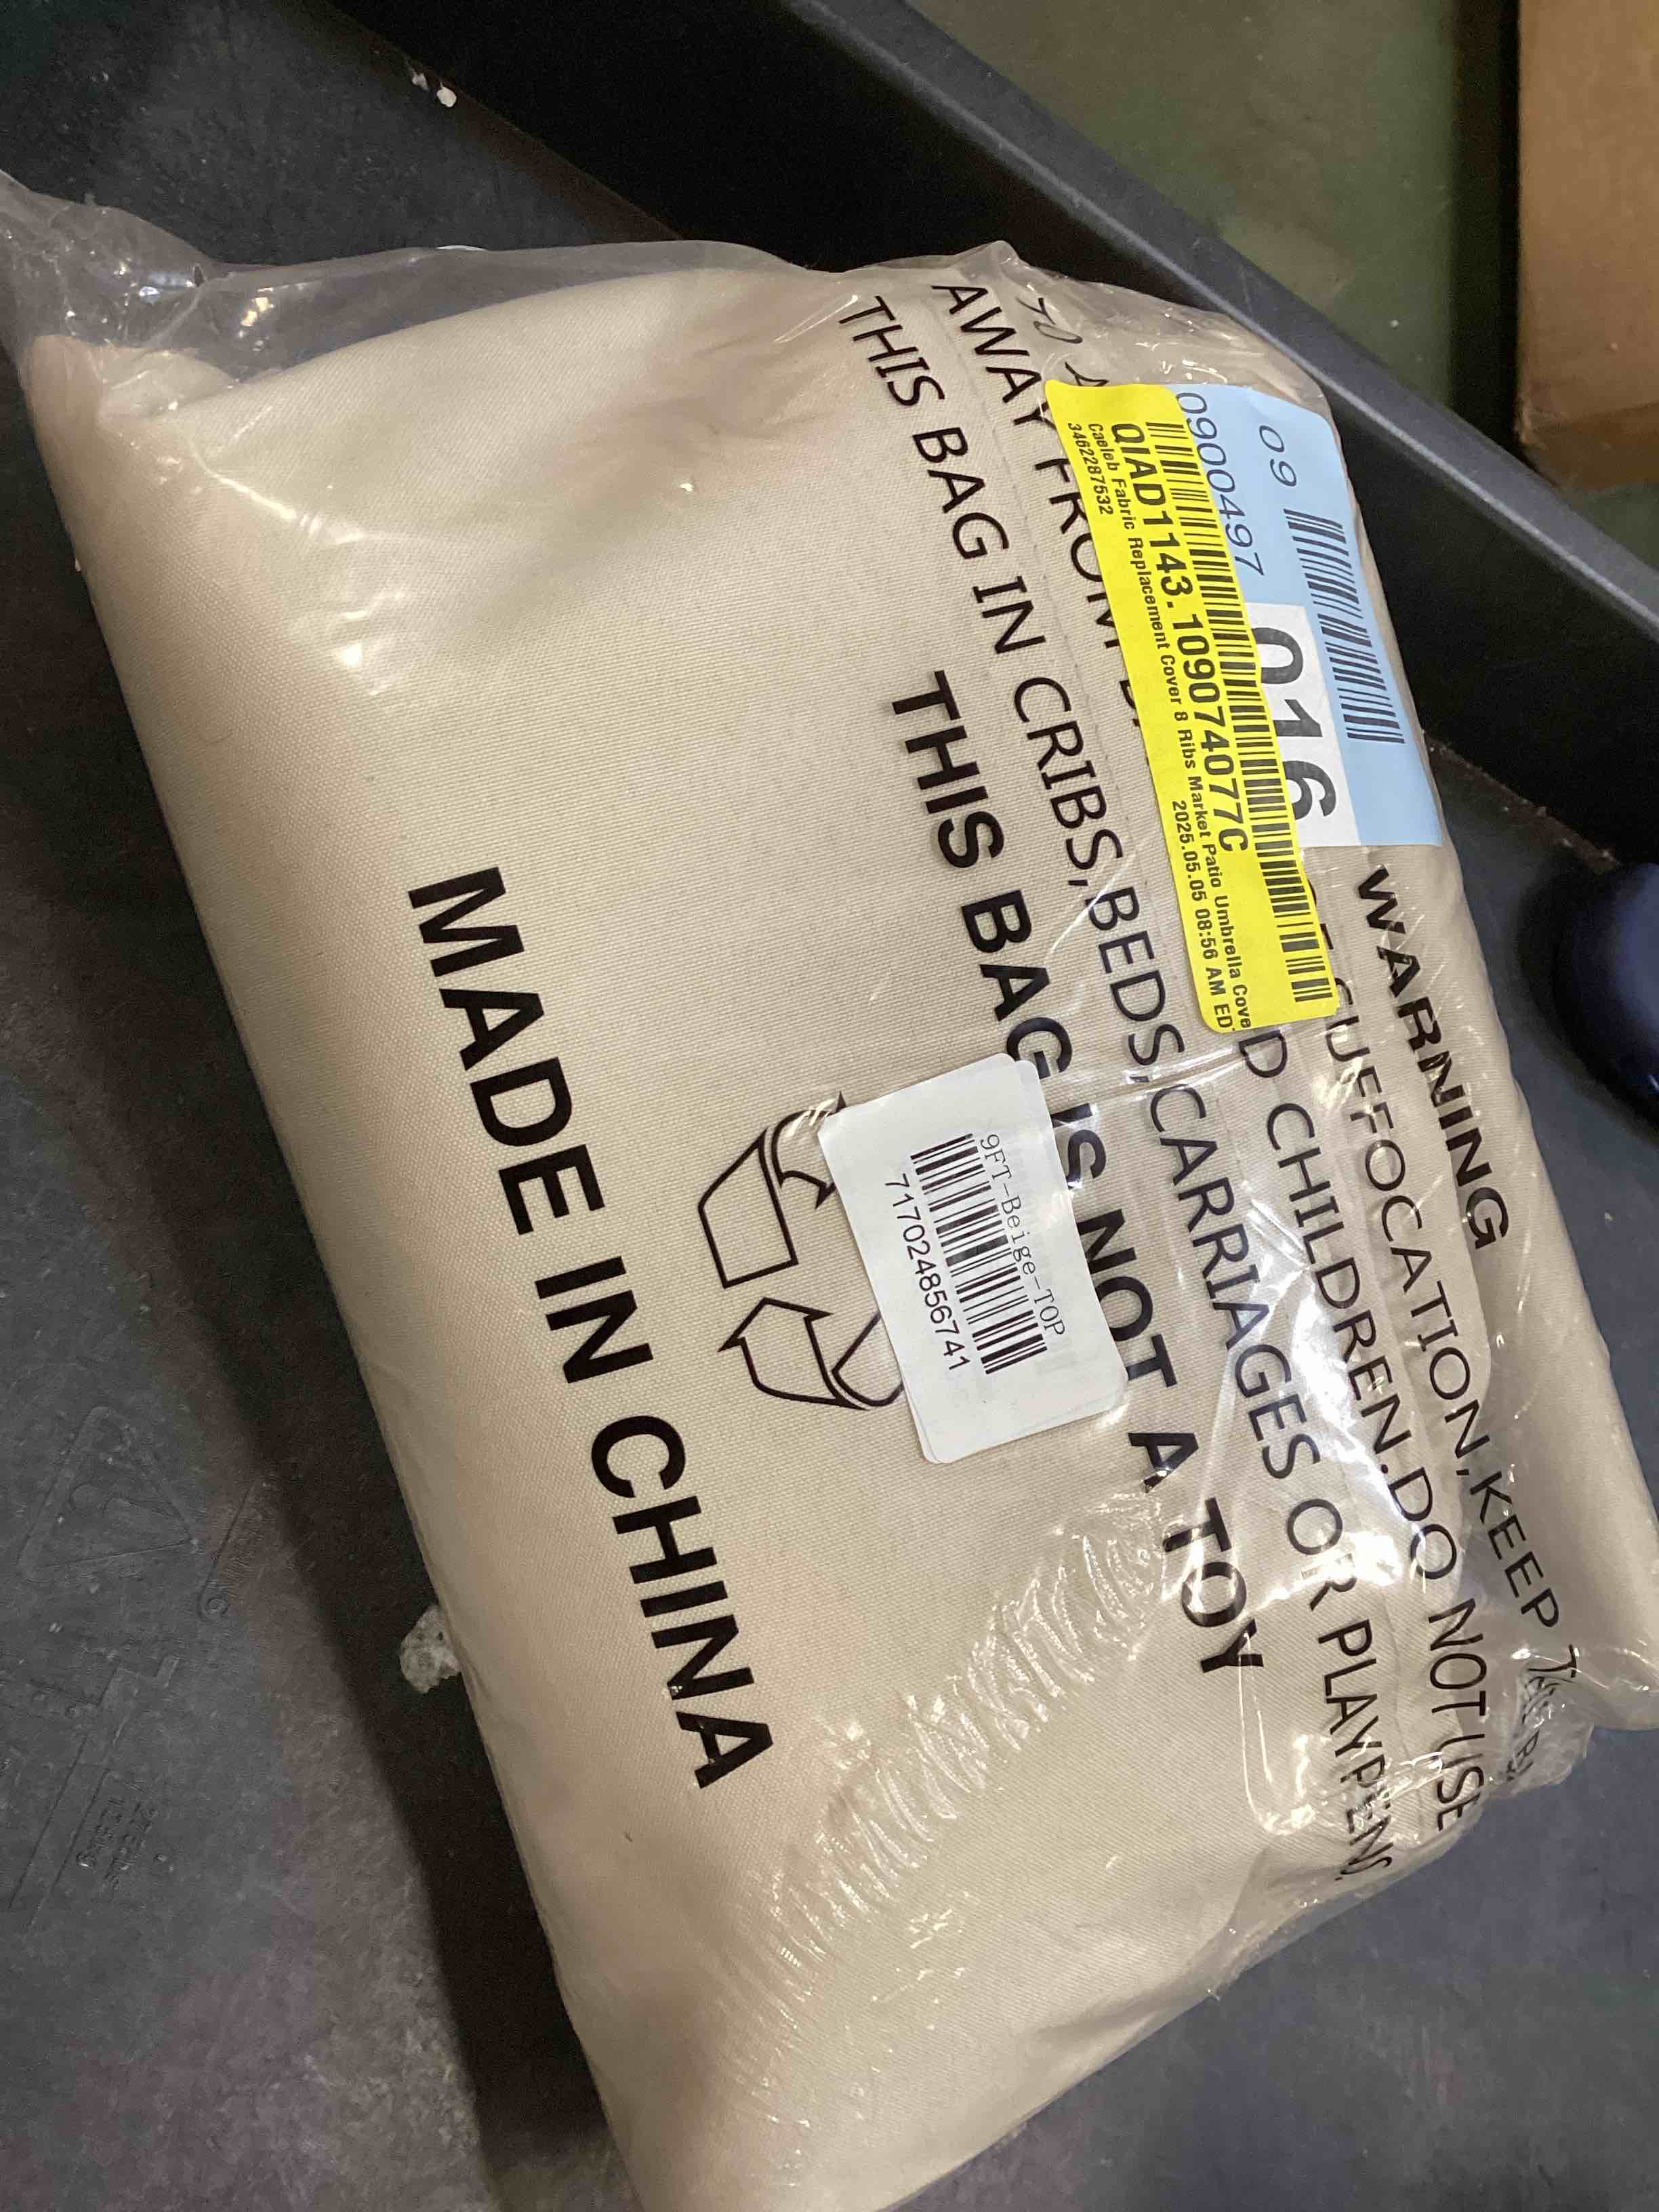 09
0900497
016
QIAD1143.109074077C
Caeleb Fabric Replacement Cover 8 Ribs Market Patio Umbrella Cove
3462287532
2025.05.05 08:56 AM ED
WARNING
SUFFOCATION,KEEP
AWAY FROM CHILDREN.DO NOT USE
THIS BAG IN CRIBS,BEDS,CARRIAGES OR PLAYPENS.
THIS BAG IS NOT A TOY
9FT-Beige-TOP
717024856741
MADE IN CHINA